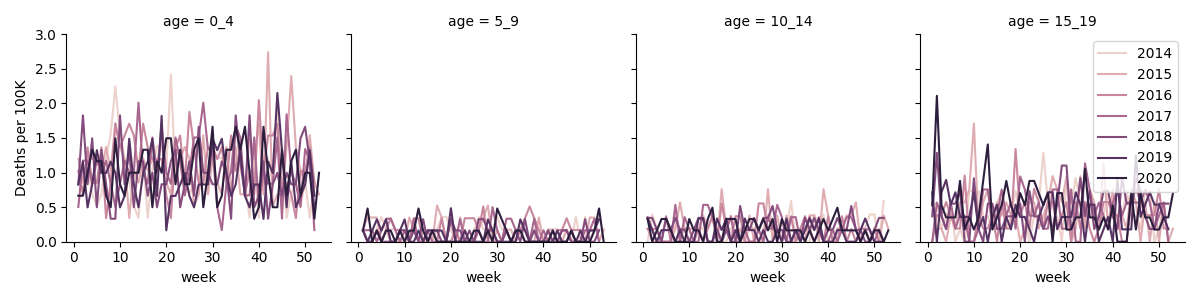 age = 0_4
age = 5_9
age = 10_14
age = 15_19
Deaths per 100K
3.0
2.5
2.0
1.5
1.0
0.5
0.0
2014
2015
2016
2017
2018
2019
2020
0 10 20 30 40 50
0 10 20 30 40 50
0 10 20 30 40 50
0 10 20 30 40 50
week
week
week
week